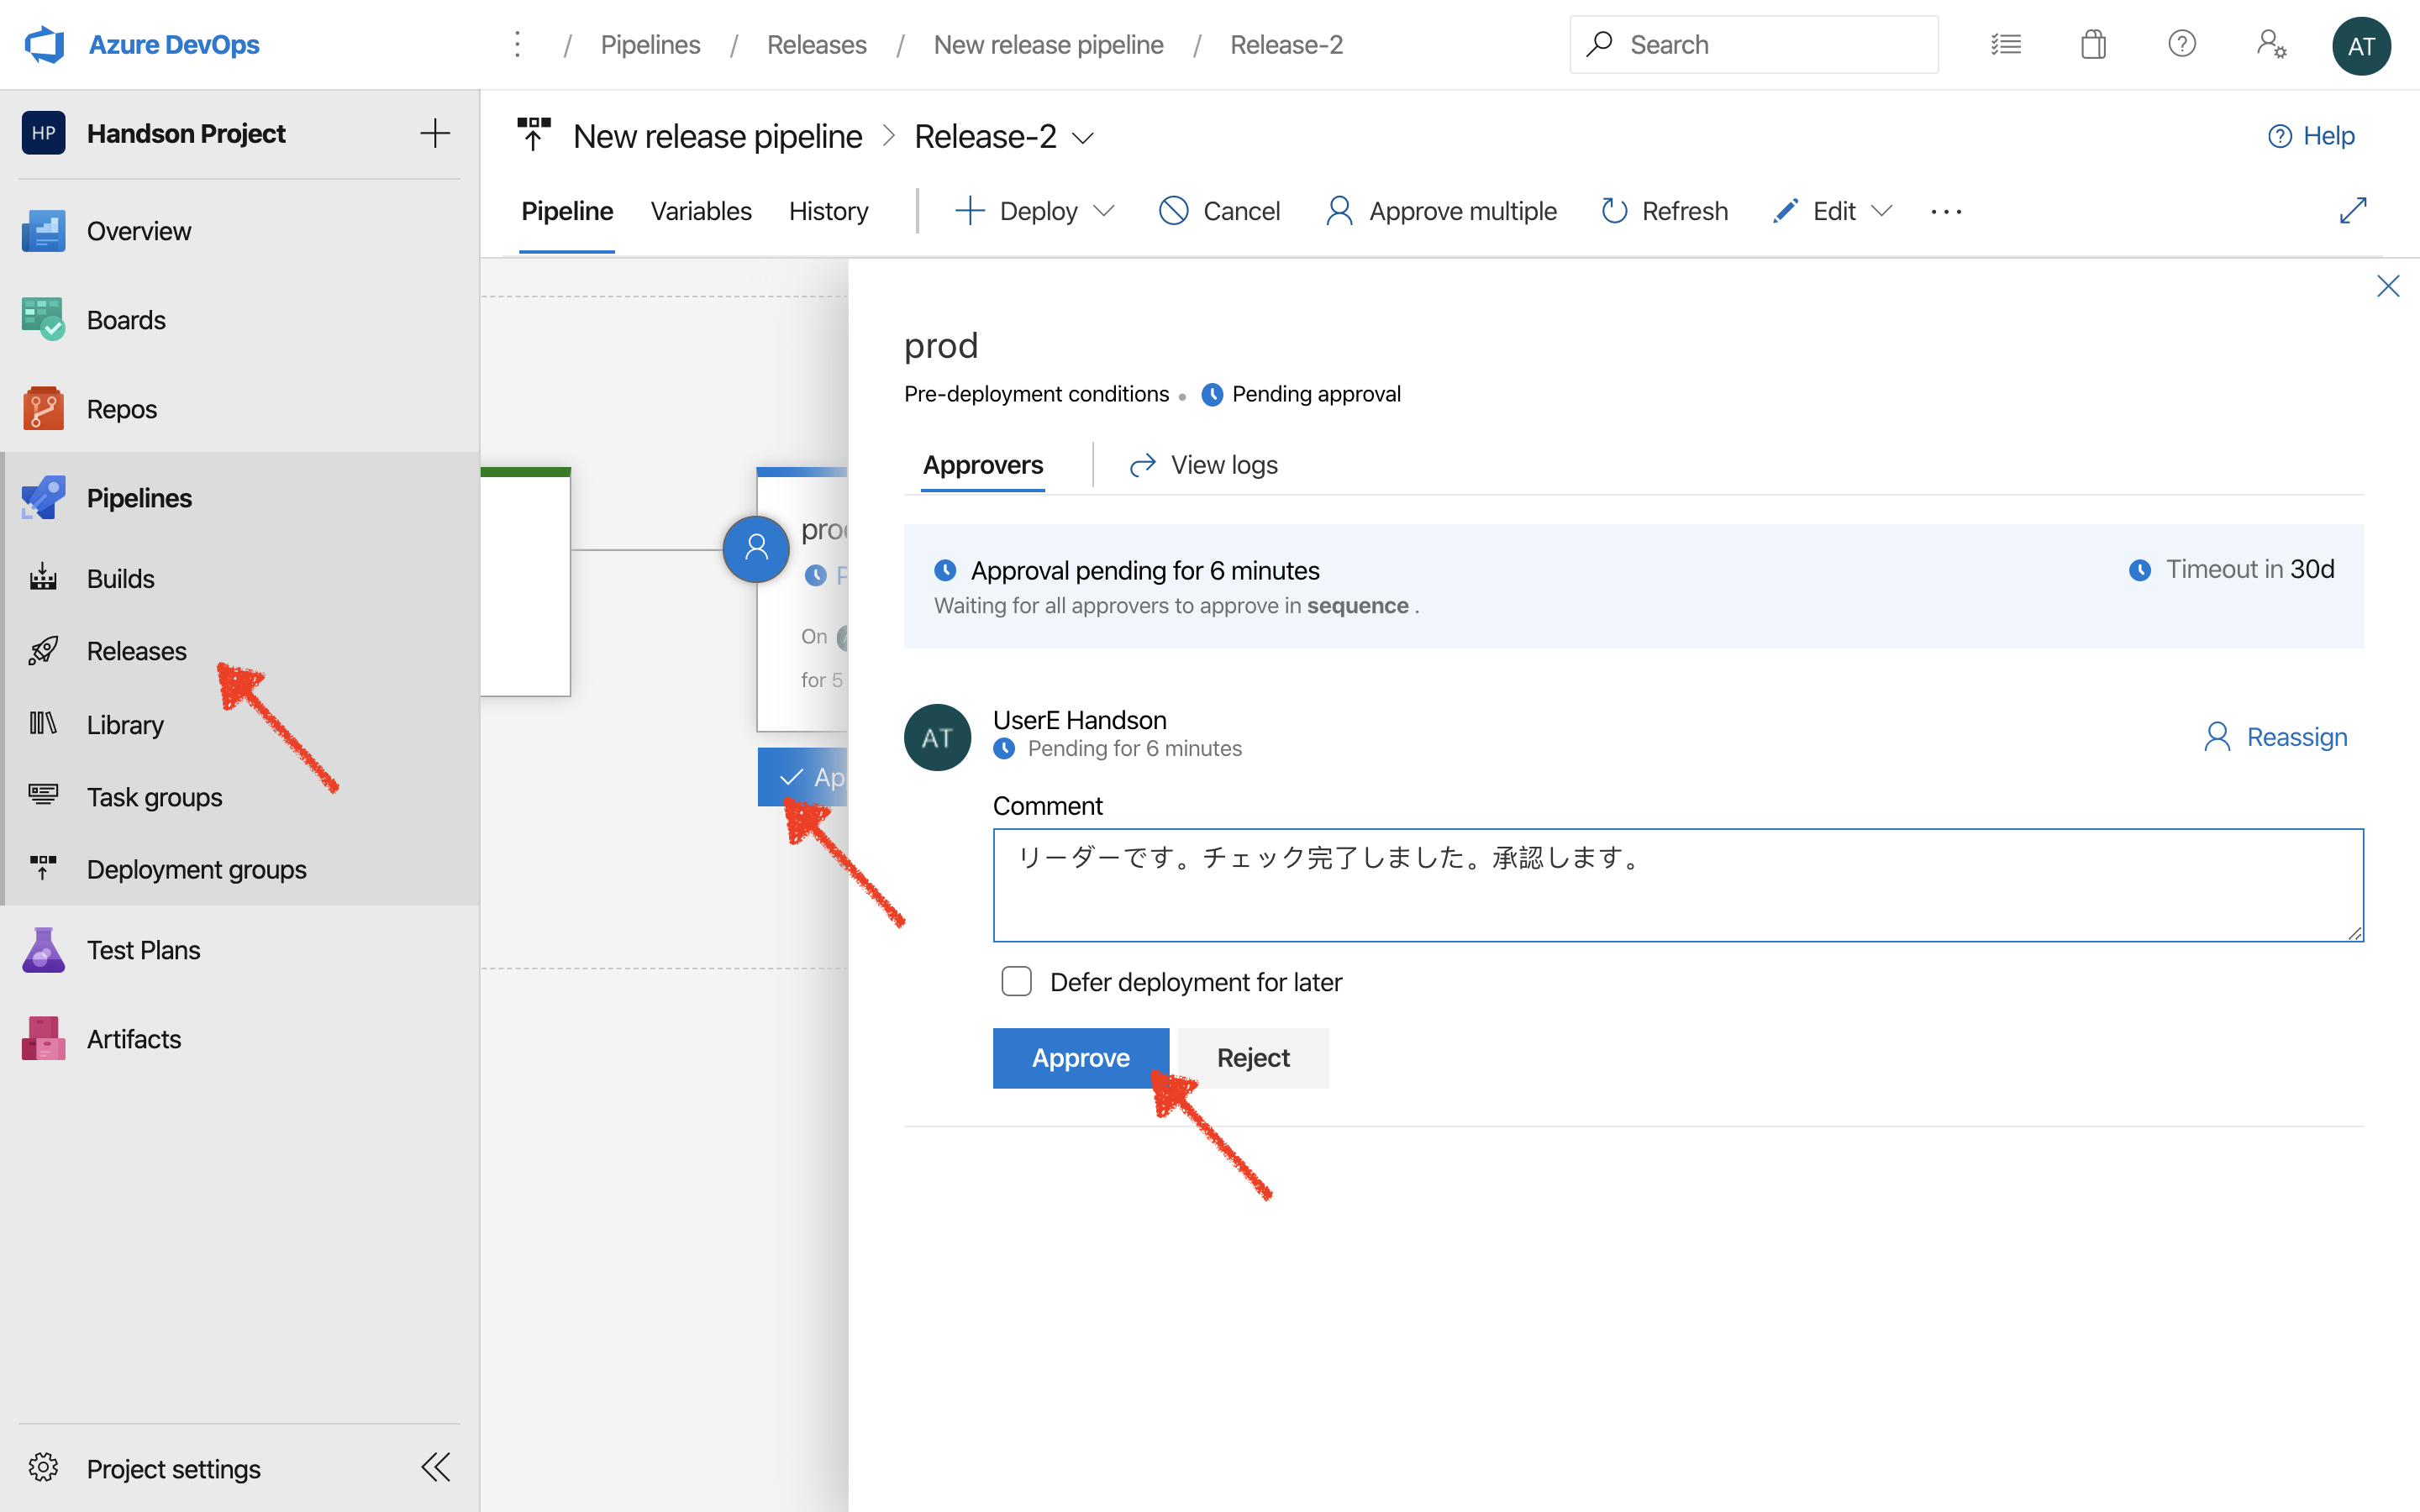 Azure DevOps
/ Pipelines / Releases / New release pipeline / Release-2
Search
AT
HP
Handson Project
Overview
Boards
Repos
Pipelines
Builds
Releases
Library
Task groups
Deployment groups
Test Plans
Artifacts
Project settings
New release pipeline > Release-2
Help
Pipeline
Variables
History
Deploy
Cancel
Approve multiple
Refresh
Edit
On
for 5
prod
Pre-deployment conditions
Pending approval
Approvers
View logs
Approval pending for 6 minutes
Timeout in 30d
Waiting for all approvers to approve in sequence .
AT
UserE Handson
Pending for 6 minutes
Reassign
Comment
リーダーです。チェック完了しました。承認します。
Defer deployment for later
Approve
Reject